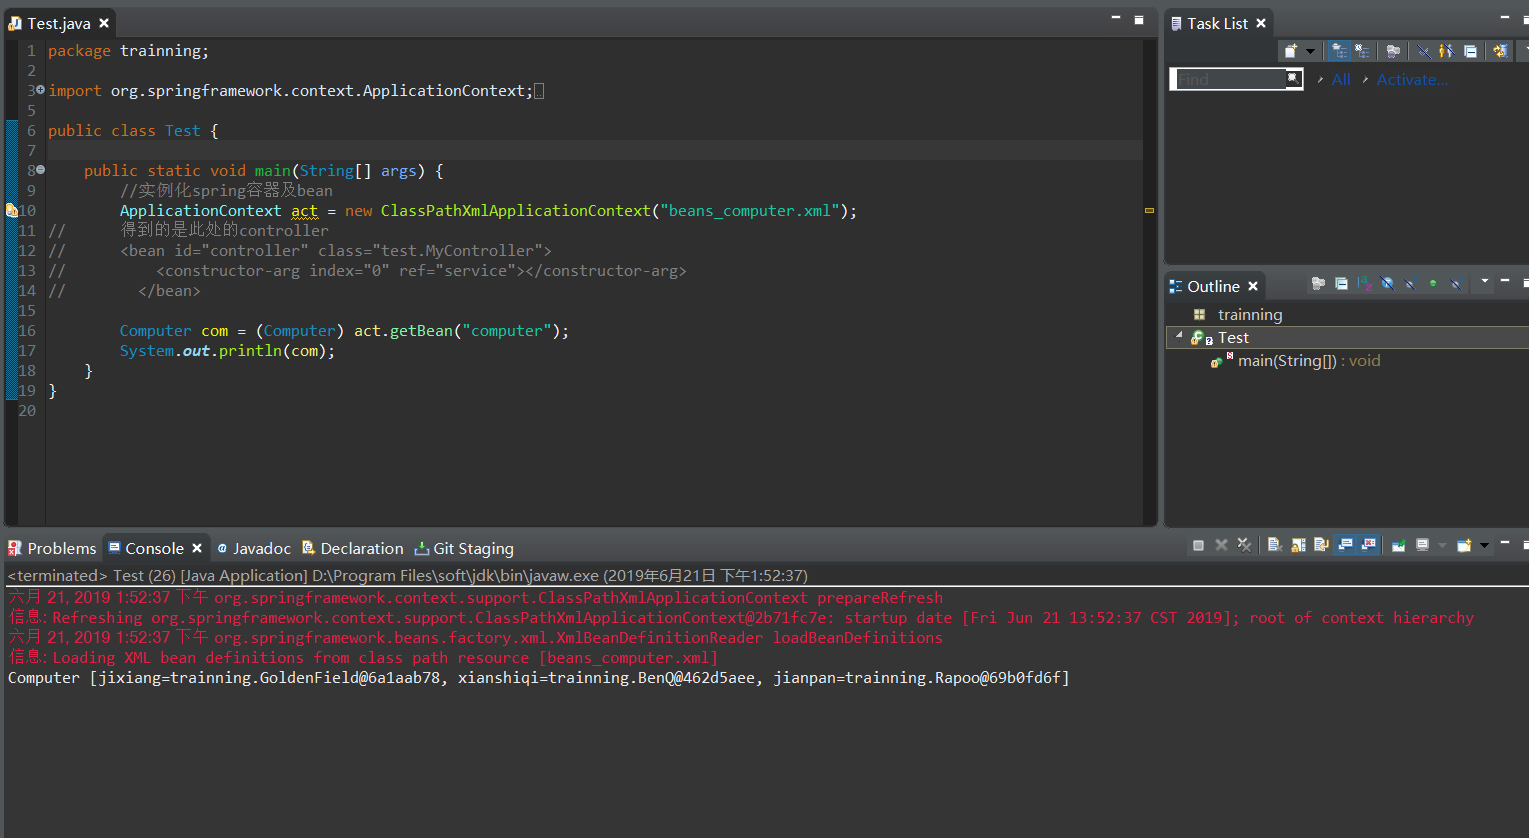 Test.java
1 package trainning;
2
3 import org.springframework.context.ApplicationContext;
5
6 public class Test {
7
8     public static void main(String[] args) {
9         //实例化spring容器及bean
10         ApplicationContext act = new ClassPathXmlApplicationContext("beans_computer.xml");
11 //      得到的是此处的controller
12 //      <bean id="controller" class="test.MyController">
13 //          <constructor-arg index="0" ref="service"></constructor-arg>
14 //        </bean>
15
16         Computer com = (Computer) act.getBean("computer");
17         System.out.println(com);
18     }
19 }
20
Task List
Find
All
Activate...
Outline
trainning
Test
main(String[]) : void
Problems Console @ Javadoc Declaration Git Staging
<terminated> Test (26) [Java Application] D:\Program Files\soft\jdk\bin\javaw.exe (2019年6月21日 下午1:52:37)
六月 21, 2019 1:52:37 下午 org.springframework.context.support.ClassPathXmlApplicationContext prepareRefresh
信息: Refreshing org.springframework.context.support.ClassPathXmlApplicationContext@2b71fc7e: startup date [Fri Jun 21 13:52:37 CST 2019]; root of context hierarchy
六月 21, 2019 1:52:37 下午 org.springframework.beans.factory.xml.XmlBeanDefinitionReader loadBeanDefinitions
信息: Loading XML bean definitions from class path resource [beans_computer.xml]
Computer [jixiang=trainning.GoldenField@6a1aab78, xianshiqi=trainning.BenQ@462d5aee, jianpan=trainning.Rapoo@69b0fd6f]